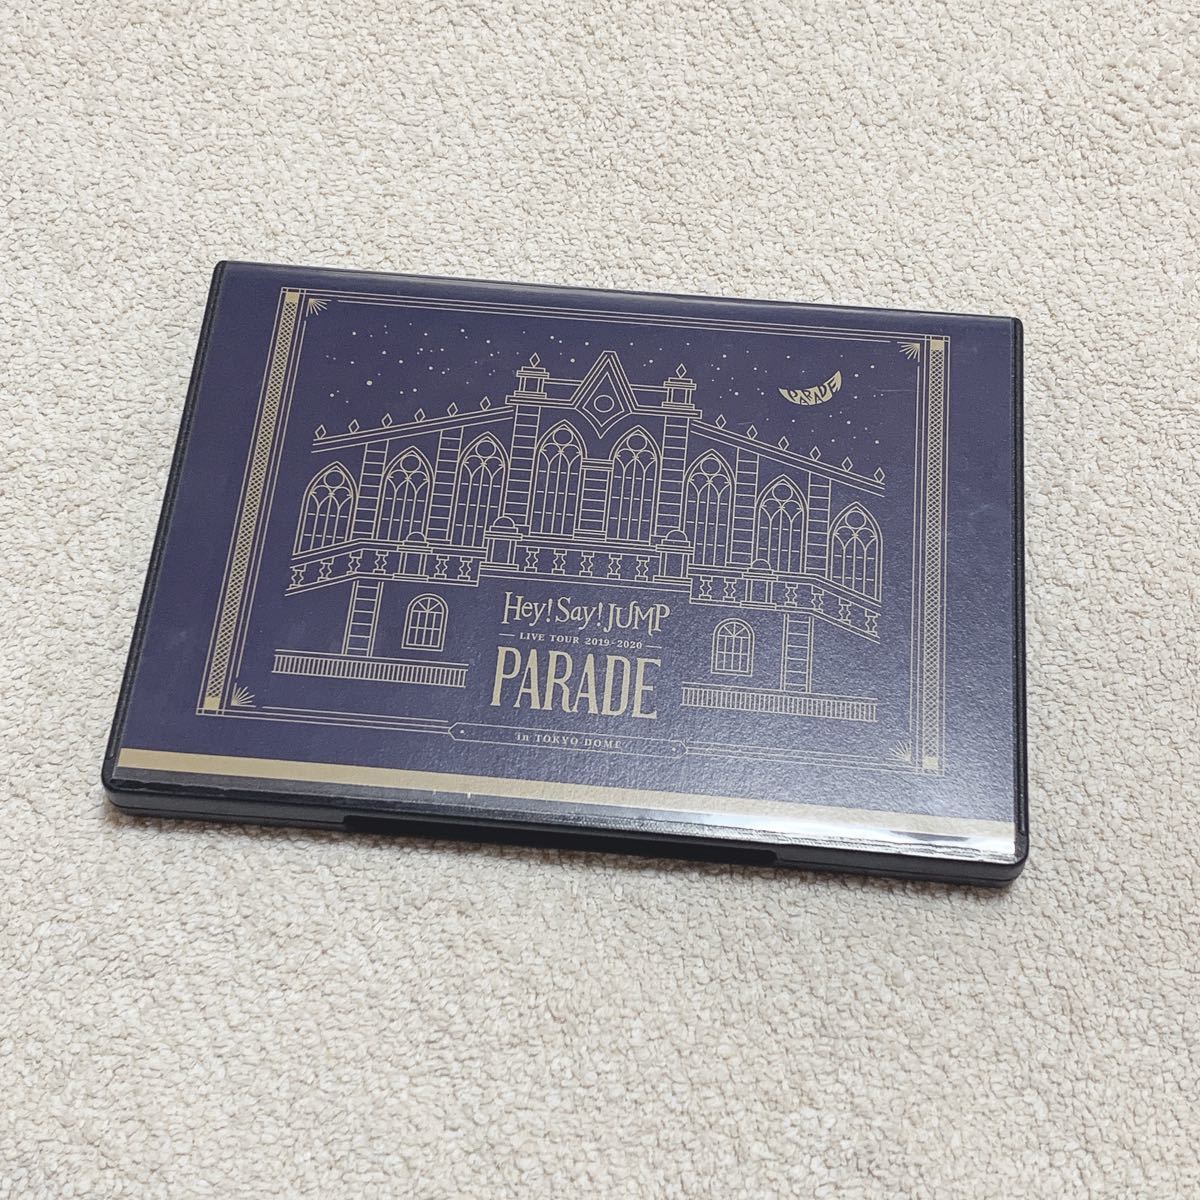 PARADE
Hey! Say! JUMP
LIVE TOUR 2019-2020
PARADE
in TOKYO DOME